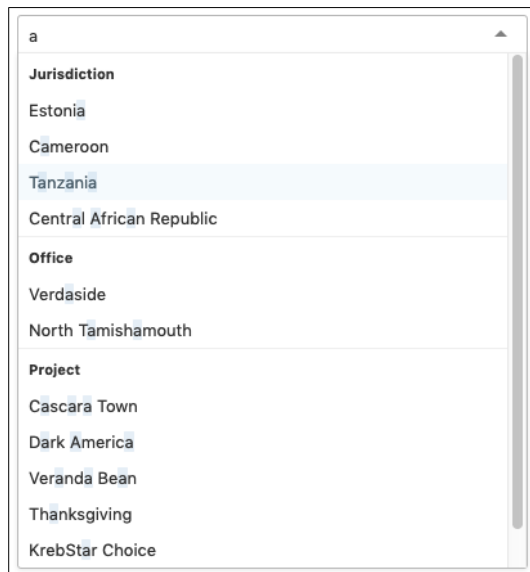 a
Jurisdiction
Estonia
Cameroon
Tanzania
Central African Republic
Office
Verdaside
North Tamishamouth
Project
Cascara Town
Dark America
Veranda Bean
Thanksgiving
KrebStar Choice